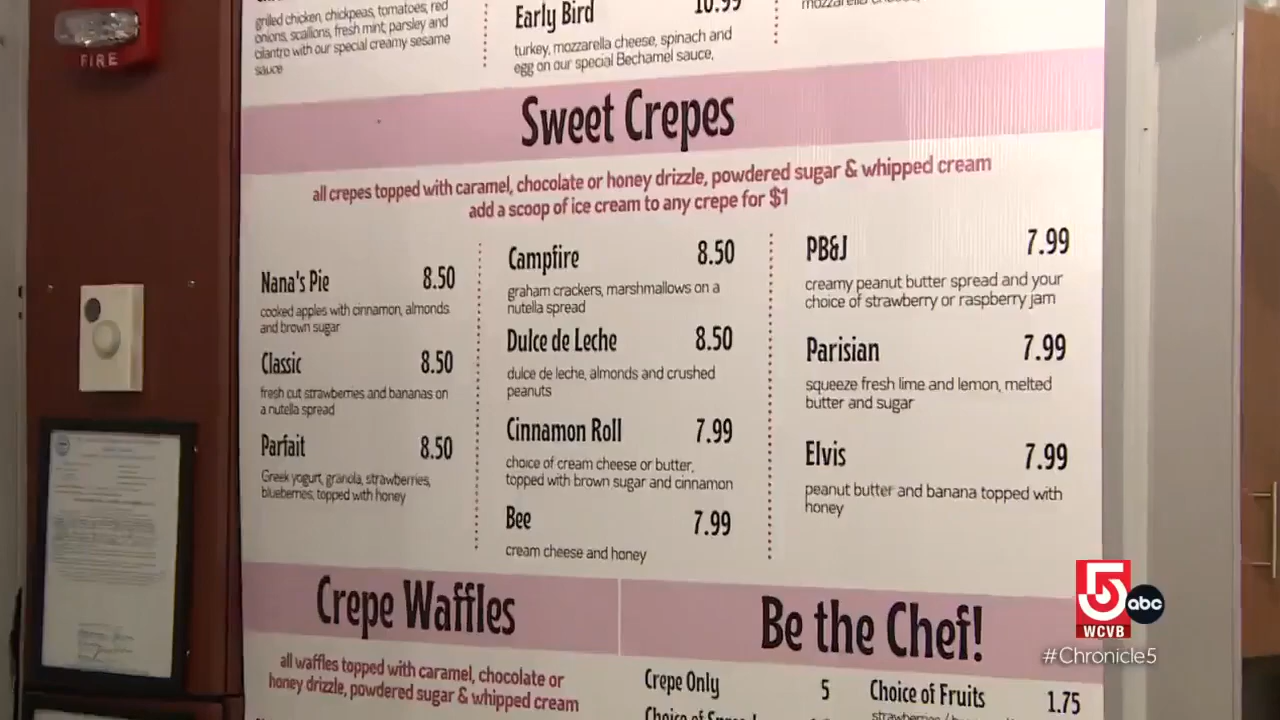 FIRE
grilled chicken, chickpeas, tomatoes, red
onions, scallions, fresh mint, parsley and
cilantro with our special creamy sesame
sauce
Early Bird 10.99
turkey, mozzarella cheese, spinach and
egg on our special Bechamel sauce,
Sweet Crepes
all crepes topped with caramel, chocolate or honey drizzle, powdered sugar & whipped cream
add a scoop of ice cream to any crepe for $1
Nana's Pie 8.50
cooked apples with cinnamon, almonds
and brown sugar
Classic 8.50
fresh cut strawberries and bananas on
a nutella spread
Parfait 8.50
Greek yogurt, granola, strawberries,
blueberries, topped with honey
Campfire 8.50
graham crackers, marshmallows on a
nutella spread
Dulce de Leche 8.50
dulce de leche, almonds and crushed
peanuts
Cinnamon Roll 7.99
choice of cream cheese or butter,
topped with brown sugar and cinnamon
Bee 7.99
cream cheese and honey
PB&J 7.99
creamy peanut butter spread and your
choice of strawberry or raspberry jam
Parisian 7.99
squeeze fresh lime and lemon, melted
butter and sugar
Elvis 7.99
peanut butter and banana topped with
honey
Crepe Waffles
all waffles topped with caramel, chocolate or
honey drizzle, powdered sugar & whipped cream
Be the Chef!
Crepe Only 5
Choice of
Choice of Fruits 1.75
5 abc
WCVB
#Chronicle5